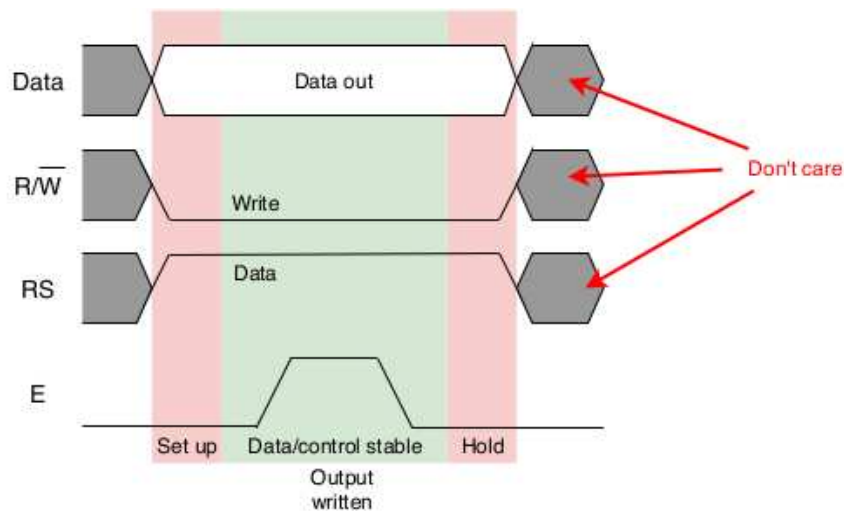 Data
Data out
R/W̅
Write
Don't care
RS
Data
E
Set up
Data/control stable
Hold
Output
written